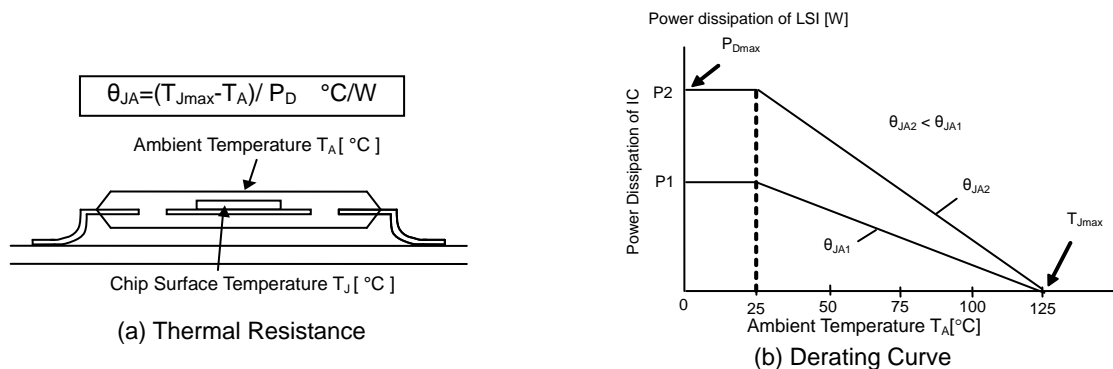 θJA=(TJmax-TA)/ PD °C/W
Ambient Temperature TA[ °C ]
Chip Surface Temperature TJ[ °C ]
(a) Thermal Resistance
Power dissipation of LSI [W]
PDmax
P2
P1
Power Dissipation of IC
θJA2 < θJA1
θJA2
θJA1
TJmax
0 25 50 75 100 125
Ambient Temperature TA[°C]
(b) Derating Curve